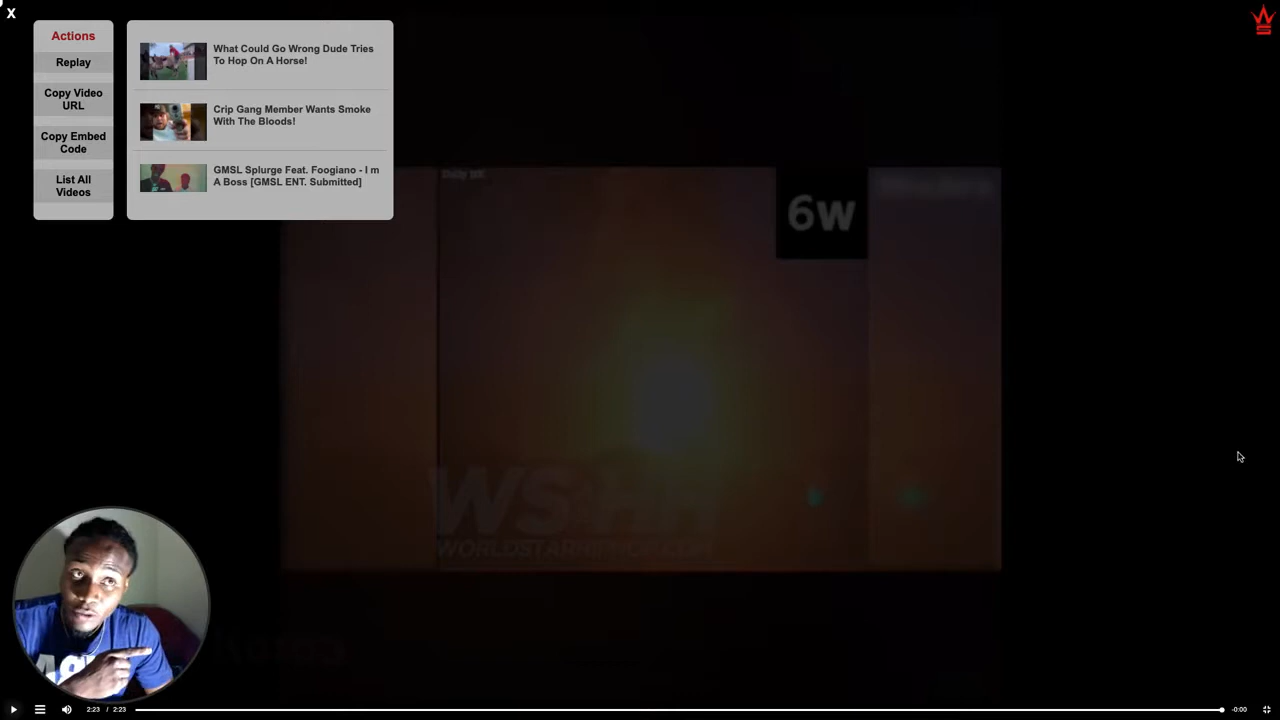 X
Actions
Replay
Copy Video
URL
Copy Embed
Code
List All
Videos
What Could Go Wrong Dude Tries
To Hop On A Horse!
Crip Gang Member Wants Smoke
With The Bloods!
GMSL Splurge Feat. Foogiano - I m
A Boss [GMSL ENT. Submitted]
6w
WSHH
WORLDSTARHIPHOP.COM
2:23 / 2:23
-0:00